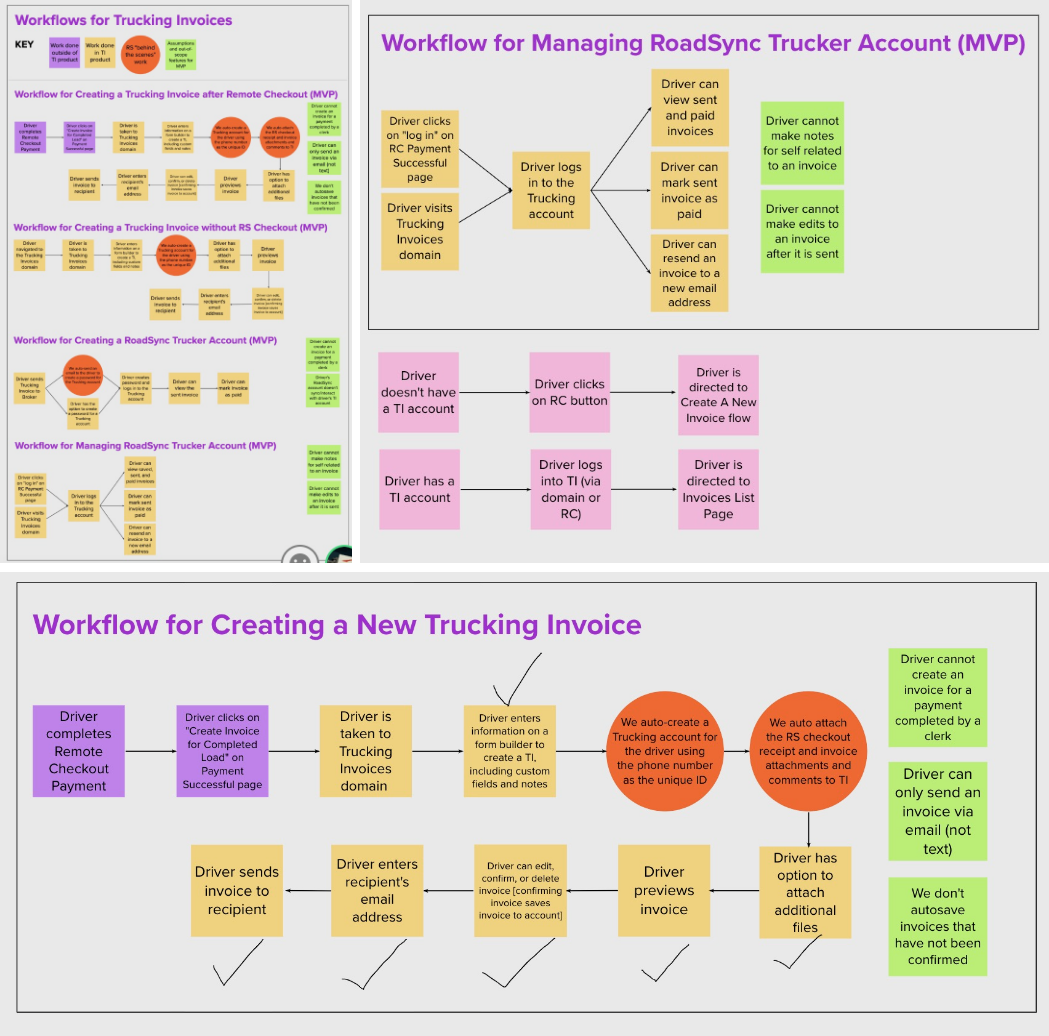 Workflows for Trucking Invoices
KEY
Work done
outside of
TI product
Work done
in TI
product
RS "behind
the scenes"
work
Assumptions
and out-of-
scope
features for
MVP
Workflow for Creating a Trucking Invoice after Remote Checkout (MVP)
Driver
completes
Remote
Checkout
Payment
Driver clicks on
"Create Invoice
for Completed
Load" on
Payment
Successful page
Driver is
taken to
Trucking
Invoices
domain
Driver enters
information on a
form builder to
create a TI,
including custom
fields and notes
We auto-create a
Trucking account for
the driver using
the phone number
as the unique ID
We auto attach
the RS checkout
receipt and invoice
attachments and
comments to TI
Driver cannot
create an
invoice for a
payment
completed by a
clerk
Driver can
only send an
invoice via
email (not
text)
We don't
autosave
invoices that
have not been
confirmed
Driver sends
invoice to
recipient
Driver enters
recipient's
email
address
Driver can edit,
confirm, or delete
invoice (confirming
invoice saves
invoice to account)
Driver
previews
invoice
Driver has
option to
attach
additional
files
Workflow for Creating a Trucking Invoice without RS Checkout (MVP)
Driver
navigated to
the Trucking
Invoices
domain
Driver is
taken to
Trucking
Invoices
domain
Driver enters
information on a
form builder to
create a TI,
including custom
fields and notes
We auto-create a
Trucking account for
the driver using
the phone number
as the unique ID
Driver has
option to
attach
additional
files
Driver
previews
invoice
Driver sends
invoice to
recipient
Driver enters
recipient's
email
address
Driver can edit,
confirm, or delete
invoice (confirming
invoice saves
invoice to account)
Workflow for Creating a RoadSync Trucker Account (MVP)
Driver sends
Trucking
Invoice to
Broker
Driver has the
option to create
a password to a
Trucking
account
Driver creates
password and
logs in to the
Trucking
account
Driver can
view the
sent invoice
Driver can
mark invoice
as paid
Driver cannot
create an
invoice for a
payment
completed by a
clerk
Driver's
RoadSync
account doesn't
sync/interact
with driver's TI
account
Workflow for Managing RoadSync Trucker Account (MVP)
Driver clicks
on "log in" on
RC Payment
Successful
page
Driver visits
Trucking
Invoices
domain
Driver logs
in to the
Trucking
account
Driver can
view saved,
sent, and
paid invoices
Driver can
mark sent
invoice as
paid
Driver can
resend an
invoice to a
new email
address
Driver cannot
make notes
for self related
to an invoice
Driver cannot
make edits to
an invoice
after it is sent
Workflow for Managing RoadSync Trucker Account (MVP)
Driver clicks
on "log in" on
RC Payment
Successful
page
Driver visits
Trucking
Invoices
domain
Driver logs
in to the
Trucking
account
Driver can
view sent
and paid
invoices
Driver can
mark sent
invoice as
paid
Driver can
resend an
invoice to a
new email
address
Driver cannot
make notes
for self related
to an invoice
Driver cannot
make edits to
an invoice
after it is sent
Driver
doesn't have
a TI account
Driver clicks
on RC button
Driver is
directed to
Create A New
Invoice flow
Driver has a
TI account
Driver logs
into TI (via
domain or
RC)
Driver is
directed to
Invoices List
Page
Workflow for Creating a New Trucking Invoice
Driver
completes
Remote
Checkout
Payment
Driver clicks on
"Create Invoice
for Completed
Load" on
Payment
Successful page
Driver is
taken to
Trucking
Invoices
domain
Driver enters
information on a
form builder to
create a TI,
including custom
fields and notes
We auto-create a
Trucking account for
the driver using
the phone number
as the unique ID
We auto attach
the RS checkout
receipt and invoice
attachments and
comments to TI
Driver cannot
create an
invoice for a
payment
completed by a
clerk
Driver can
only send an
invoice via
email (not
text)
We don't
autosave
invoices that
have not been
confirmed
Driver sends
invoice to
recipient
Driver enters
recipient's
email
address
Driver can edit,
confirm, or delete
invoice [confirming
invoice saves
invoice to account]
Driver
previews
invoice
Driver has
option to
attach
additional
files